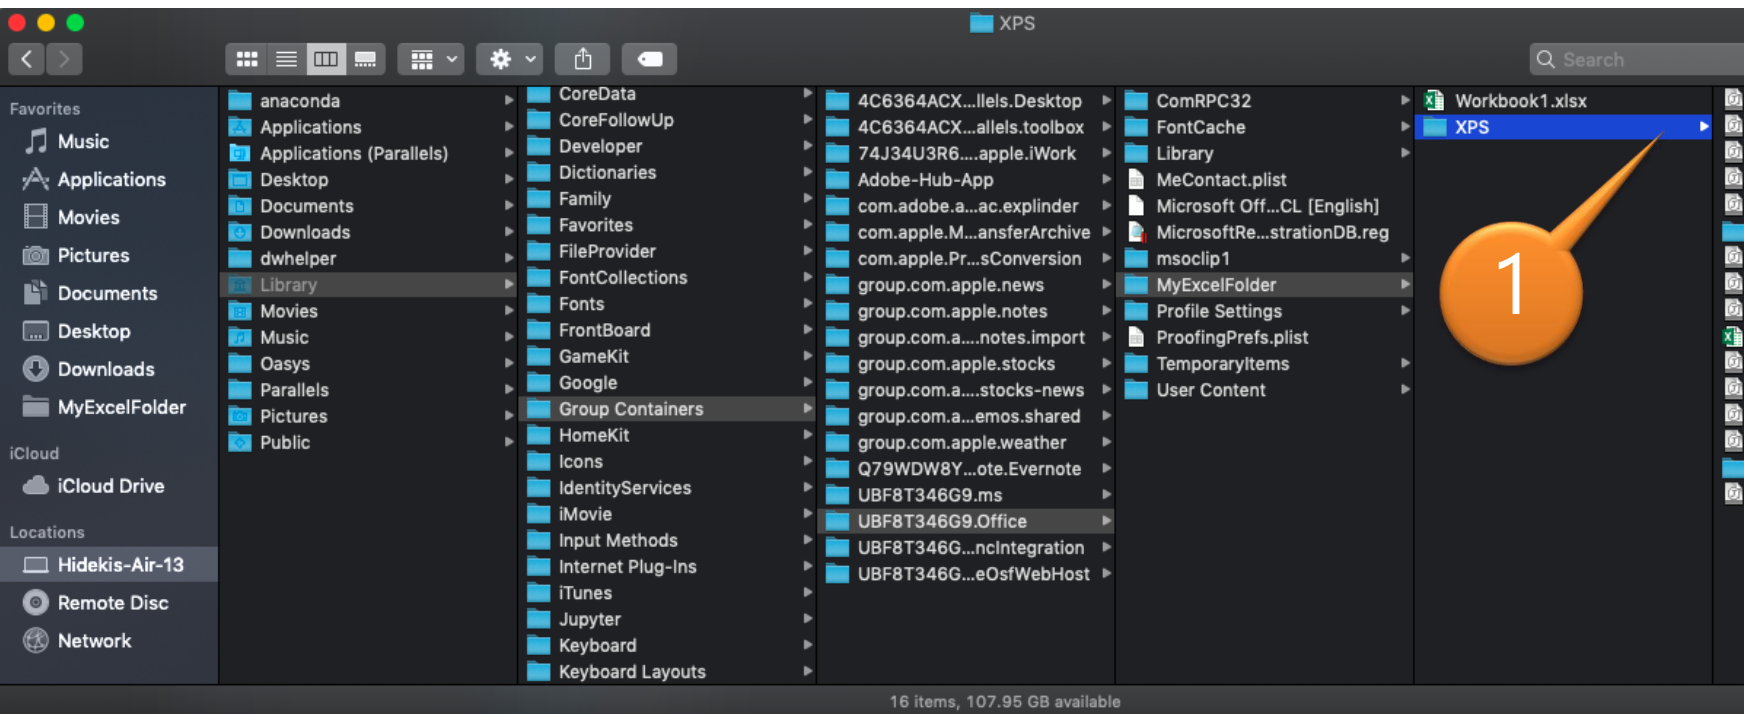 XPS
Search
Favorites
Music
Applications
Movies
Pictures
Documents
Desktop
Downloads
MyExcelFolder
iCloud
iCloud Drive
Locations
Hidekis-Air-13
Remote Disc
Network
anaconda
Applications
Applications (Parallels)
Desktop
Documents
Downloads
dwhelper
Library
Movies
Music
Oasys
Parallels
Pictures
Public
CoreData
CoreFollowUp
Developer
Dictionaries
Family
Favorites
FileProvider
FontCollections
Fonts
FrontBoard
GameKit
Google
Group Containers
HomeKit
Icons
IdentityServices
iMovie
Input Methods
Internet Plug-Ins
iTunes
Jupyter
Keyboard
Keyboard Layouts
4C6364ACX...llels.Desktop
4C6364ACX...allels.toolbox
74J34U3R6....apple.iWork
Adobe-Hub-App
com.adobe.a...ac.explinder
com.apple.M...ansferArchive
com.apple.Pr...sConversion
group.com.apple.news
group.com.apple.notes
group.com.a....notes.import
group.com.apple.stocks
group.com.a....stocks-news
group.com.a...emos.shared
group.com.apple.weather
Q79WDW8Y...ote.Evernote
UBF8T346G9.ms
UBF8T346G9.Office
UBF8T346G...ncIntegration
UBF8T346G...eOsfWebHost
ComRPC32
FontCache
Library
MeContact.plist
Microsoft Off...CL [English]
MicrosoftRe...strationDB.reg
msoclip1
MyExcelFolder
Profile Settings
ProofingPrefs.plist
TemporaryItems
User Content
Workbook1.xlsx
XPS
1
16 items, 107.95 GB available